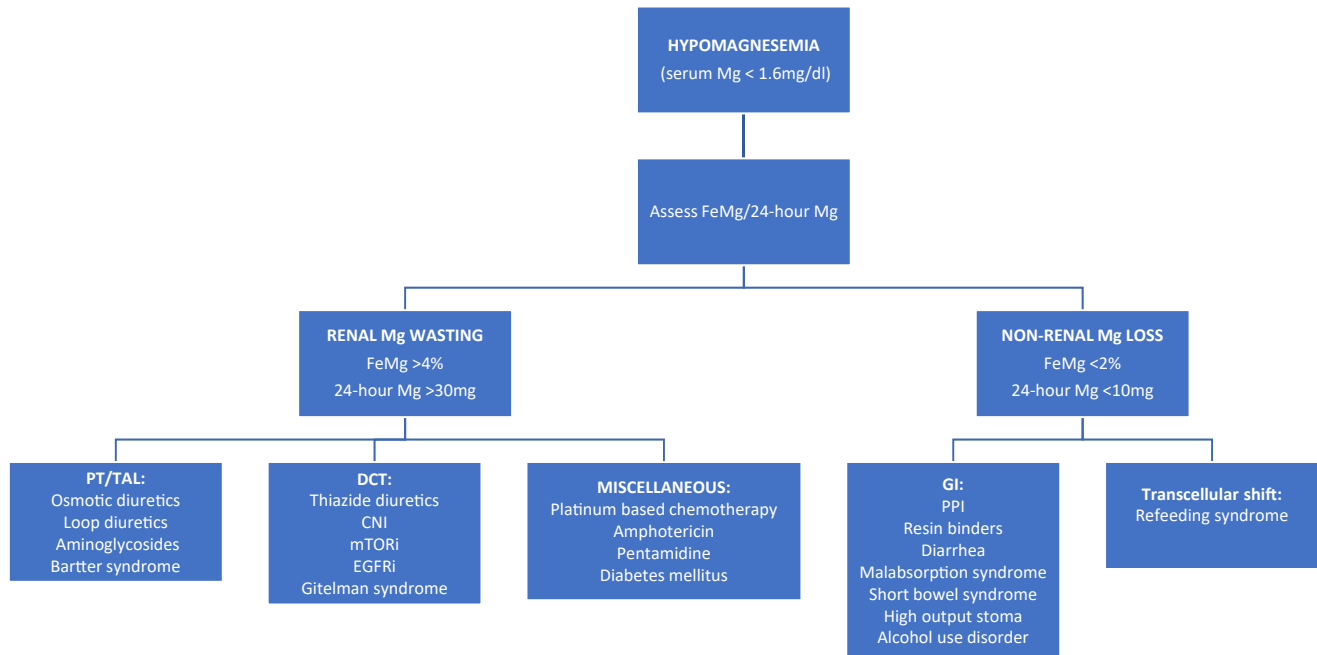 HYPOMAGNESEMIA
(serum Mg < 1.6mg/dl)
Assess FeMg/24-hour Mg
RENAL Mg WASTING
FeMg >4%
24-hour Mg >30mg
NON-RENAL Mg LOSS
FeMg <2%
24-hour Mg <10mg
PT/TAL:
Osmotic diuretics
Loop diuretics
Aminoglycosides
Bartter syndrome
DCT:
Thiazide diuretics
CNI
mTORi
EGFRi
Gitelman syndrome
MISCELLANEOUS:
Platinum based chemotherapy
Amphotericin
Pentamidine
Diabetes mellitus
GI:
PPI
Resin binders
Diarrhea
Malabsorption syndrome
Short bowel syndrome
High output stoma
Alcohol use disorder
Transcellular shift:
Refeeding syndrome